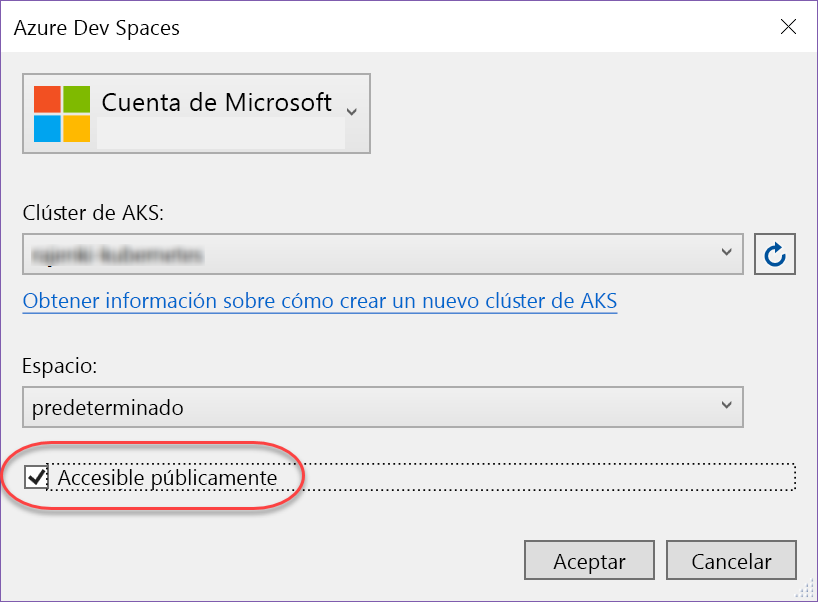 Azure Dev Spaces
Cuenta de Microsoft
Clúster de AKS:
Obtener información sobre cómo crear un nuevo clúster de AKS
Espacio:
predeterminado
Accesible públicamente
Aceptar
Cancelar